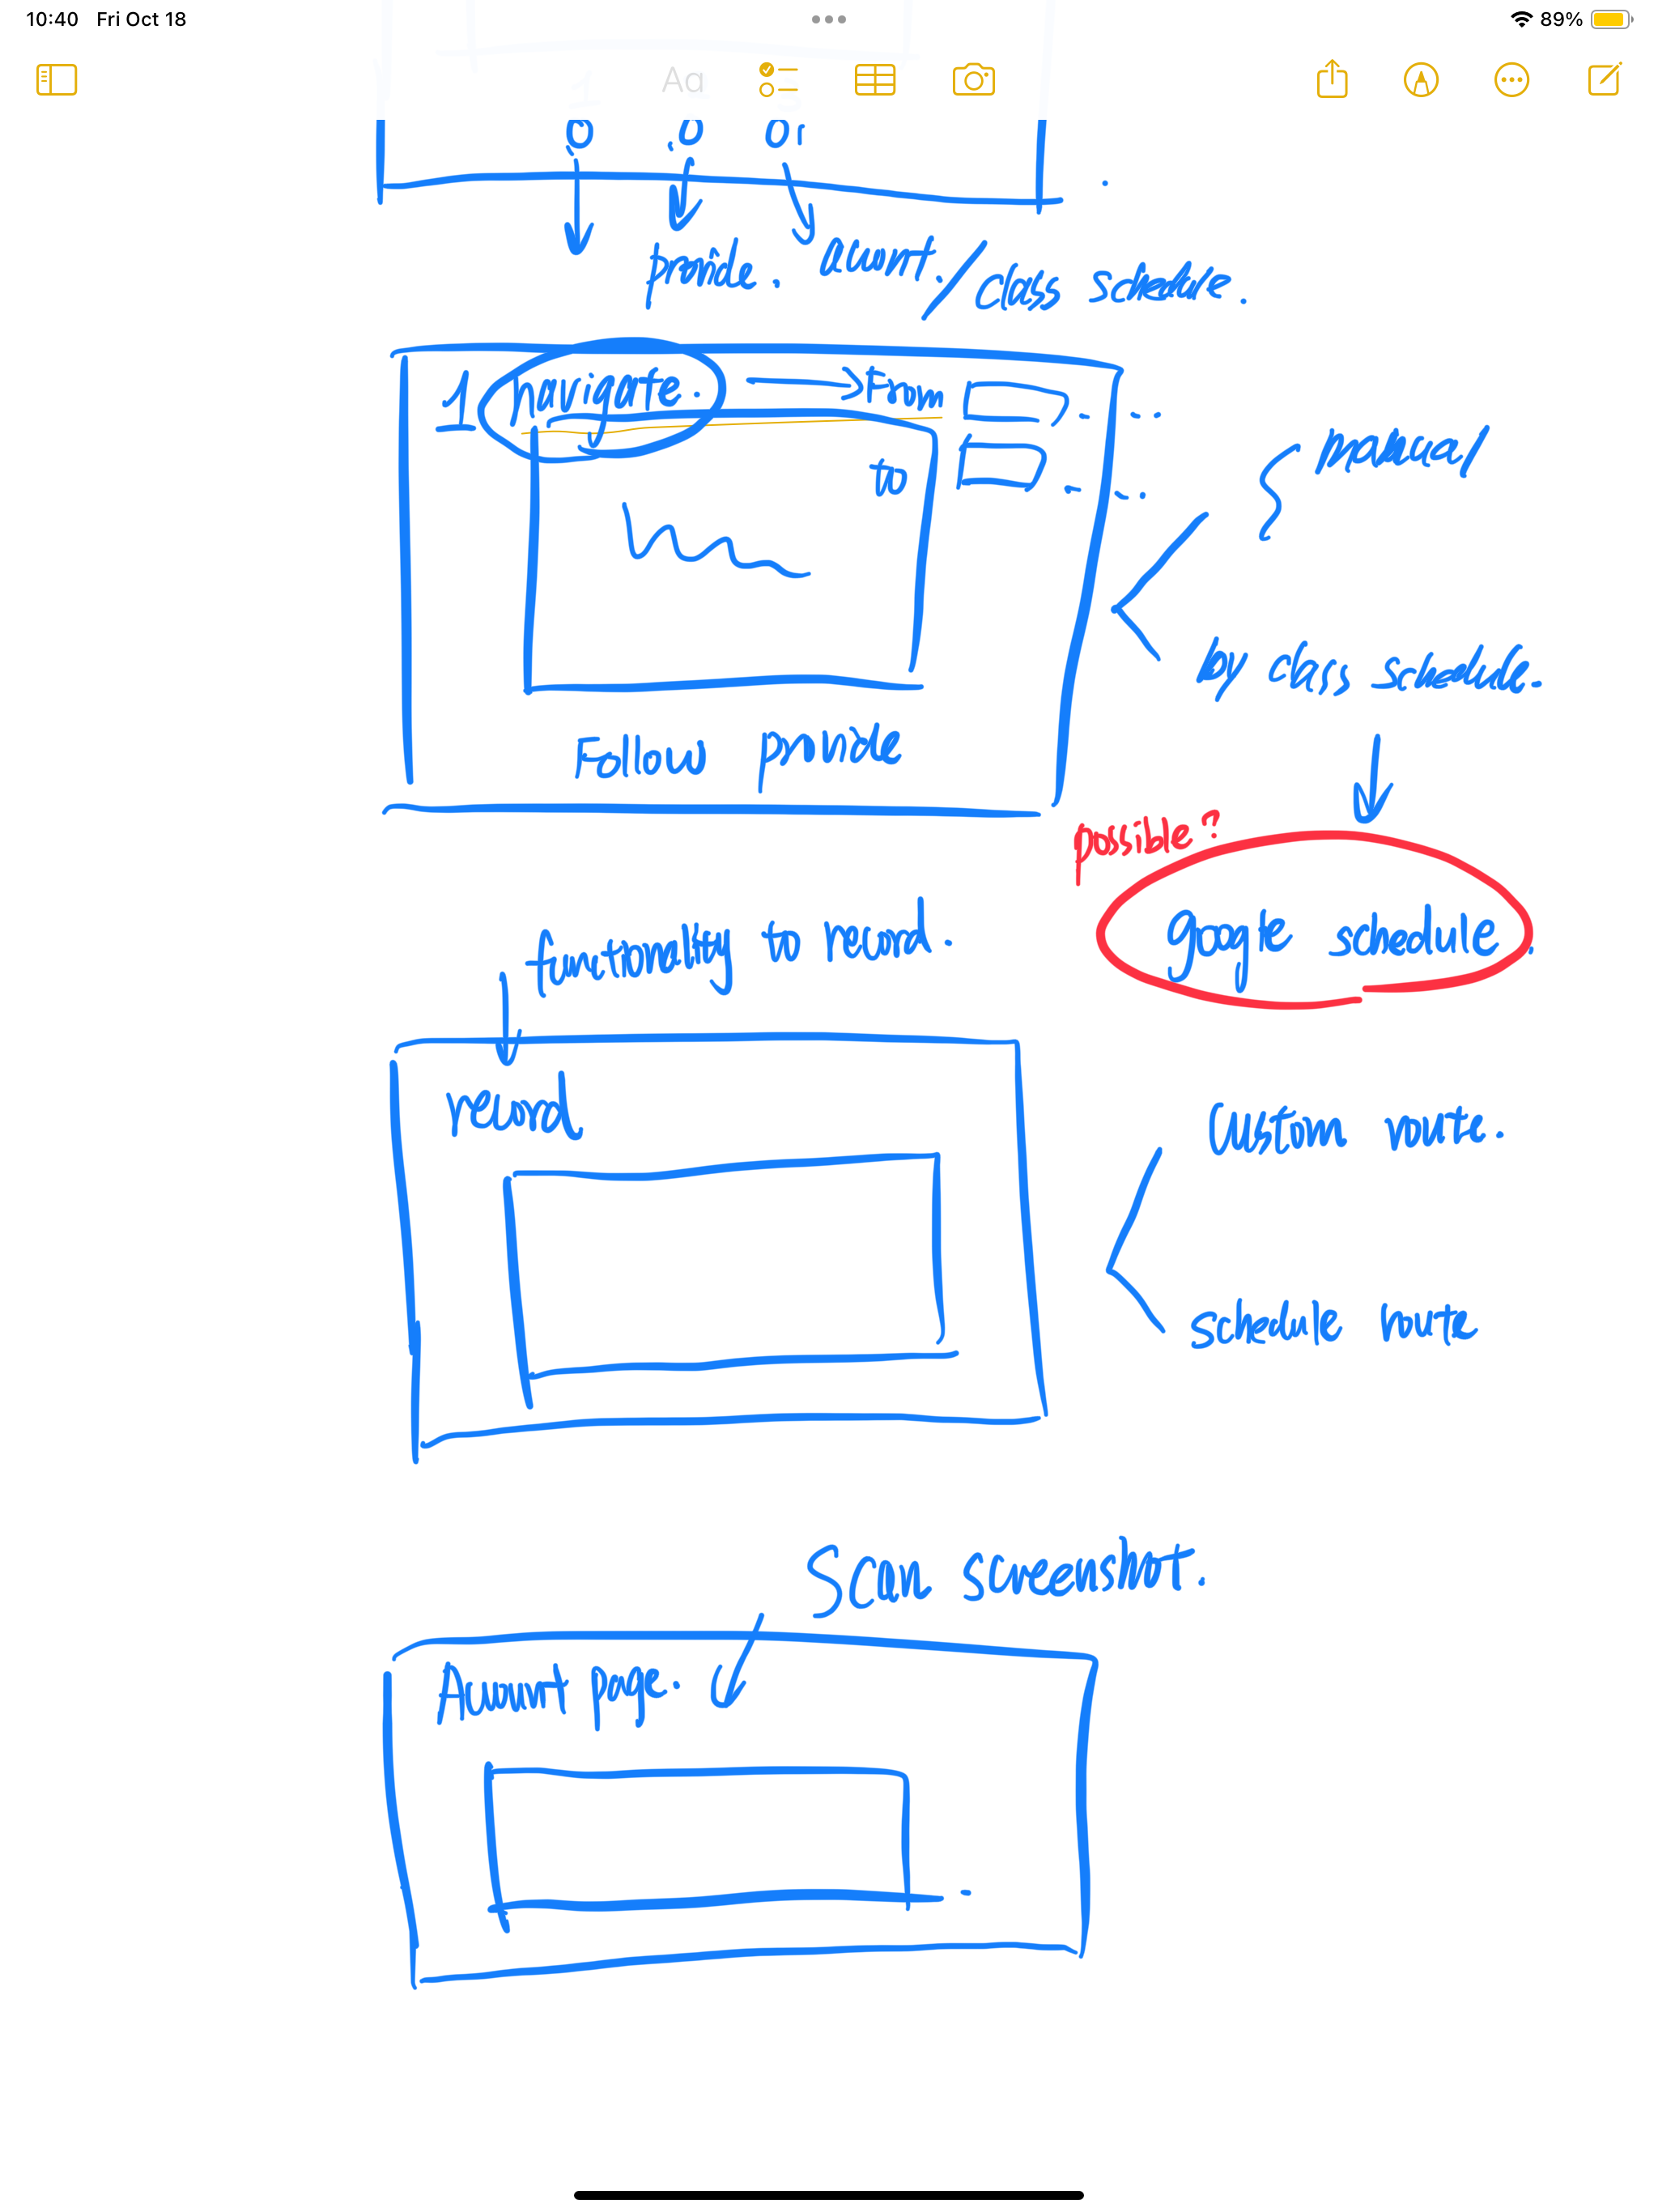 10:40 Fri Oct 18
89%
Aa
provide. account. / class schedule.
1 navigate. From
to
manual
by class schedule.
Follow provide
possible?
google schedule
functionality to record.
record
Custom route.
schedule route
Scan screenshot.
Account page.